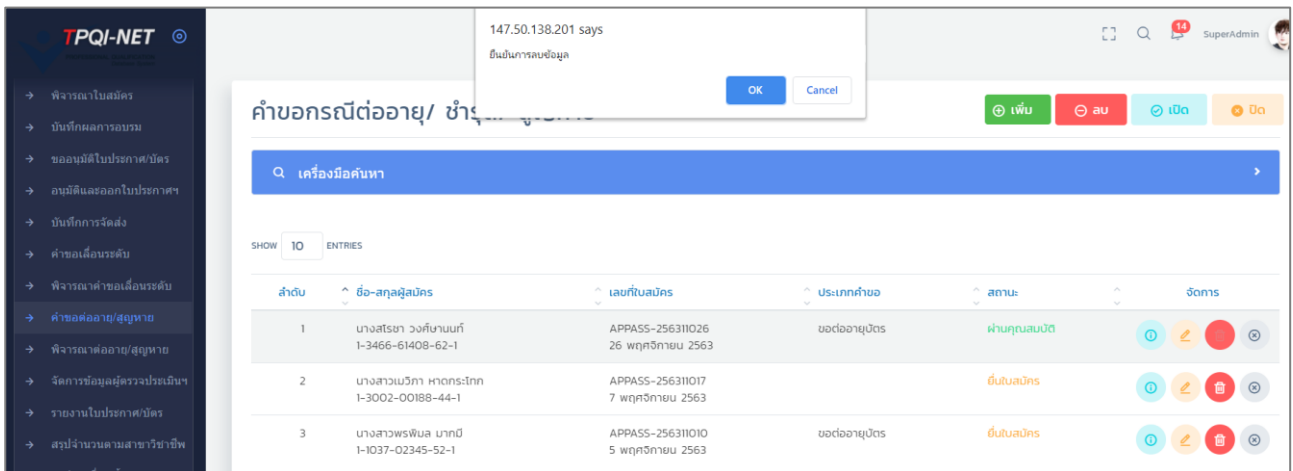 147.50.138.201 says
ยืนยันการลบข้อมูล
OK
Cancel
TPQI-NET
14
SuperAdmin
พิจารณาใบสมัคร
บันทึกผลการอบรม
ขออนุมัติใบประกาศ/บัตร
อนุมัติและออกใบประกาศฯ
บันทึกการจัดส่ง
คำขอเลื่อนระดับ
พิจารณาคำขอเลื่อนระดับ
คำขอต่ออายุ/สูญหาย
พิจารณาต่ออายุ/สูญหาย
จัดการข้อมูลผู้ตรวจประเมินฯ
รายงานใบประกาศ/บัตร
สรุปจำนวนตามสาขาวิชาชีพ
คำขอกรณีต่ออายุ/
เพิ่ม
ลบ
เปิด
ปิด
เครื่องมือค้นหา
SHOW 10 ENTRIES
ลำดับ ชื่อ-สกุลผู้สมัคร เลขที่ใบสมัคร ประเภทคำขอ สถานะ จัดการ
1 นางสโรชา วงศ์ษานนท์ APPASS-256311026 ขอต่ออายุบัตร ผ่านคุณสมบัติ
1-3466-61408-62-1 26 พฤศจิกายน 2563
2 นางสาวเมวิภา หาดกระโทก APPASS-256311017 ยื่นใบสมัคร
1-3002-00188-44-1 7 พฤศจิกายน 2563
3 นางสาวพรพิมล มากมี APPASS-256311010 ขอต่ออายุบัตร ยื่นใบสมัคร
1-1037-02345-52-1 5 พฤศจิกายน 2563